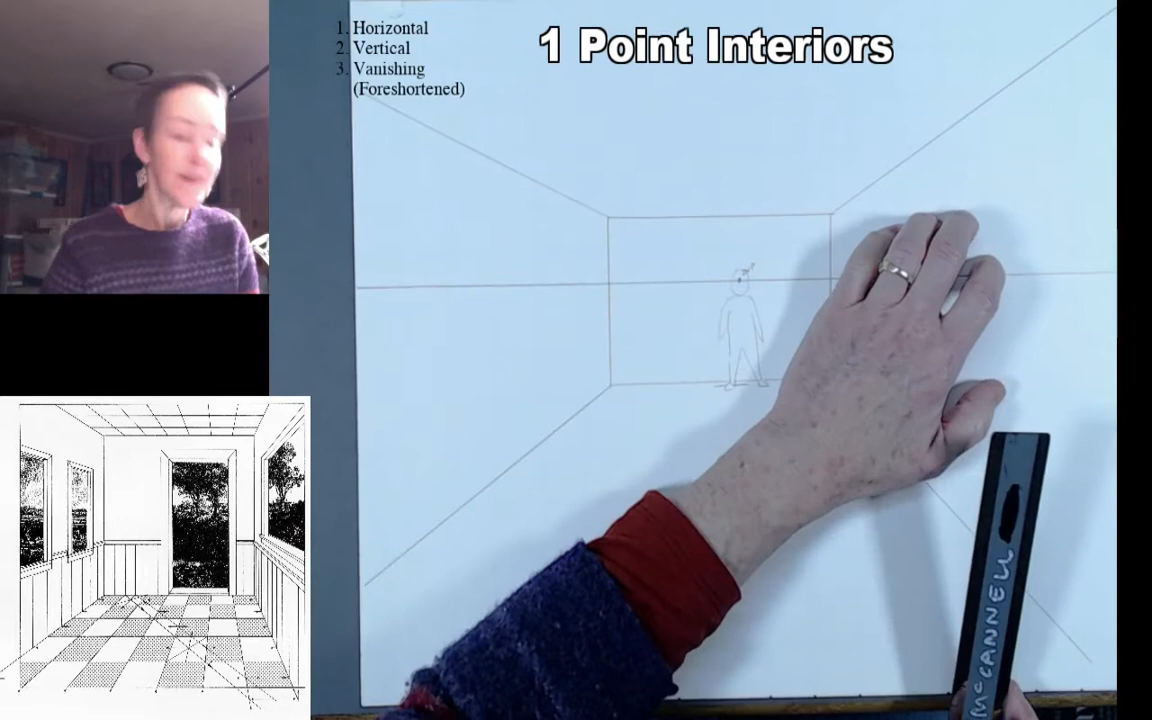 1 Point Interiors
1. Horizontal
2. Vertical
3. Vanishing
(Foreshortened)
McCANNELL